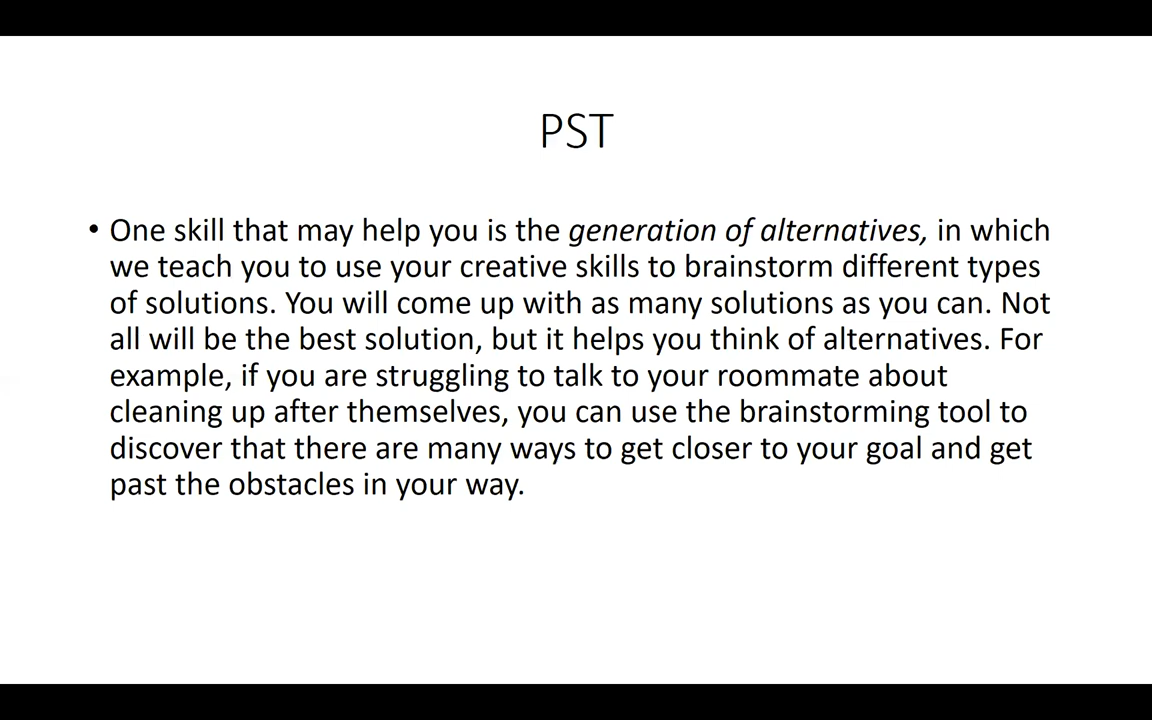 PST
• One skill that may help you is the generation of alternatives, in which
we teach you to use your creative skills to brainstorm different types
of solutions. You will come up with as many solutions as you can. Not
all will be the best solution, but it helps you think of alternatives. For
example, if you are struggling to talk to your roommate about
cleaning up after themselves, you can use the brainstorming tool to
discover that there are many ways to get closer to your goal and get
past the obstacles in your way.